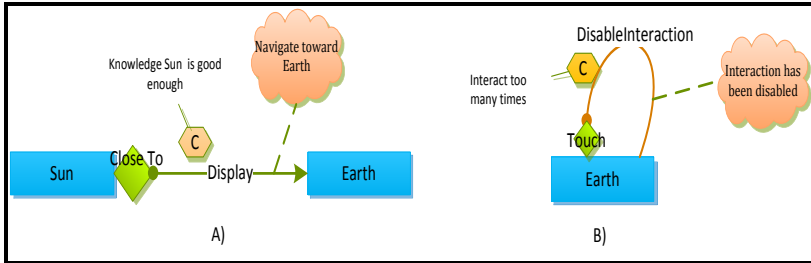 Knowledge Sun is good
enough
Navigate toward
Earth
C
Close To
Sun
Display
Earth
A)
DisableInteraction
C
Interact too
many times
Interaction has
been disabled
Touch
Earth
B)